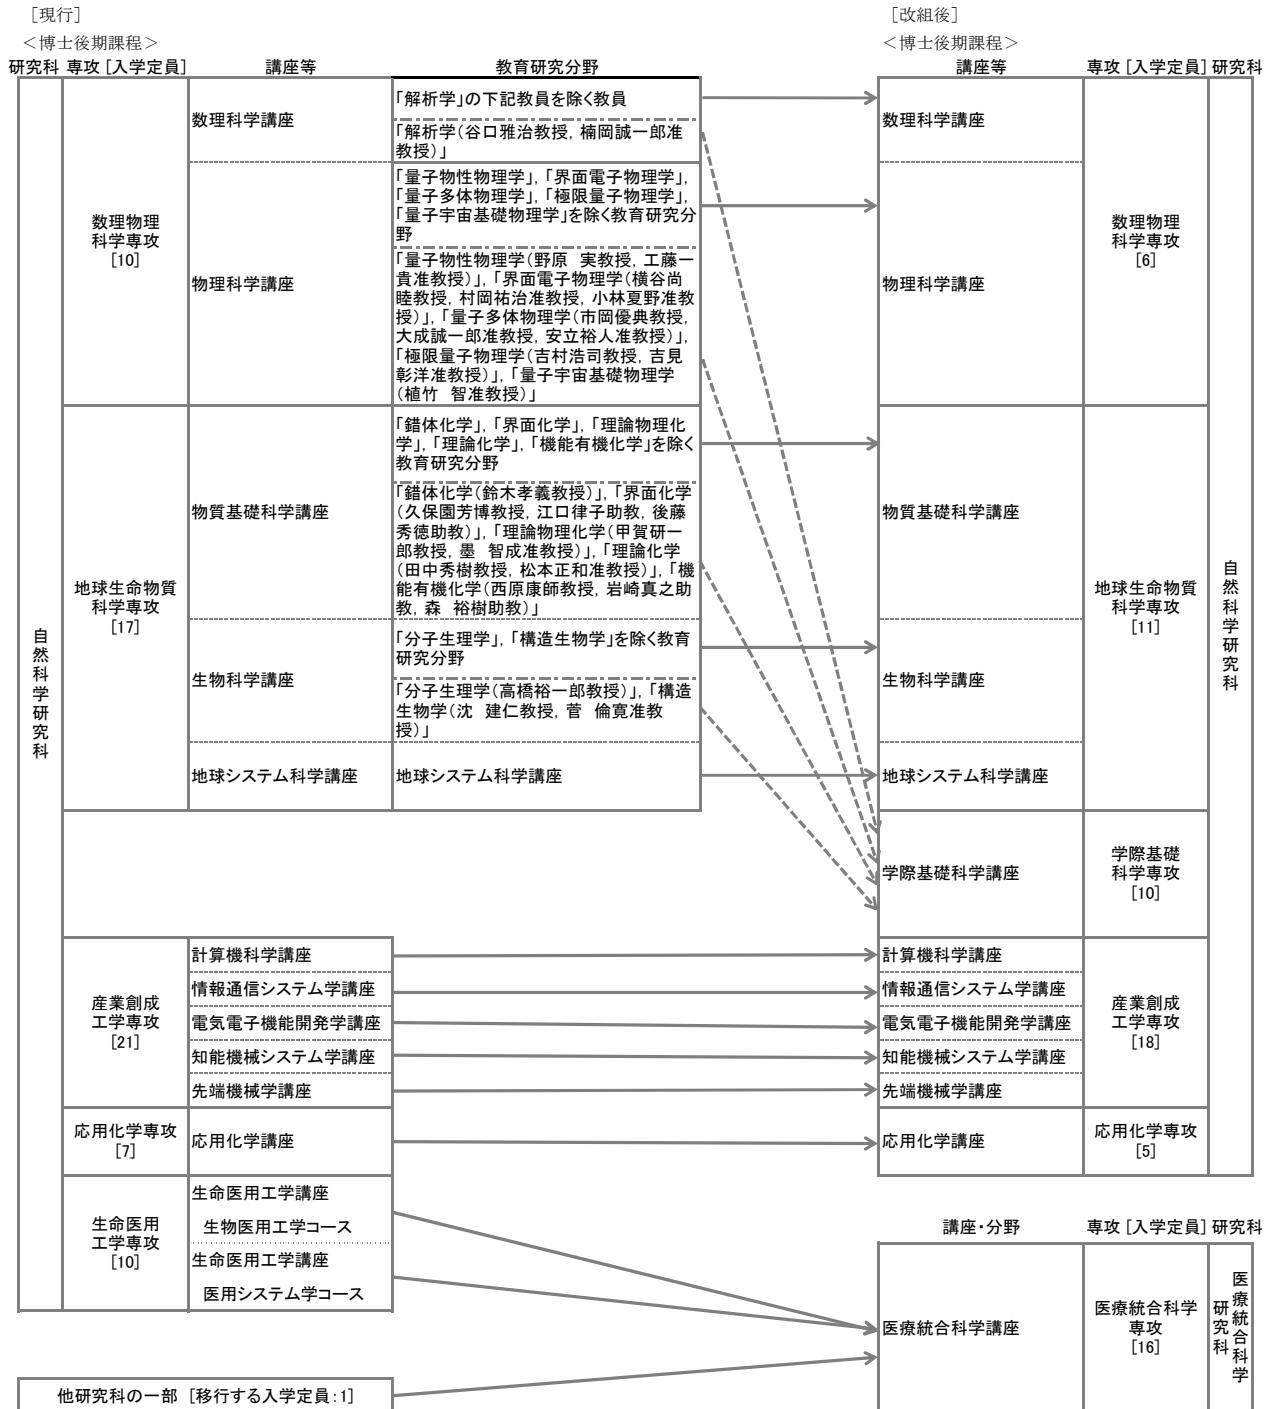 ［現行］
＜博士後期課程＞
研究科 専攻［入学定員］ 講座等 教育研究分野
自然科学研究科
数理物理
科学専攻
［10］
数理科学講座
「解析学」の下記教員を除く教員
「解析学（谷口雅治教授，楠岡誠一郎准
教授）」
物理科学講座
「量子物性物理学」，「界面電子物理学」，
「量子多体物理学」，「極限量子物理学」，
「量子宇宙基礎物理学」を除く教育研究分
野
「量子物性物理学（野原　実教授，工藤一
貴准教授）」，「界面電子物理学（横谷尚
睦教授，村岡祐治准教授，小林夏野准教
授）」，「量子多体物理学（市岡優典教授，
大成誠一郎准教授，安立裕人准教授）」，
「極限量子物理学（吉村浩司教授，吉見
彰洋准教授）」，「量子宇宙基礎物理学
（植竹　智准教授）」
地球生命物質
科学専攻
［17］
物質基礎科学講座
「錯体化学」，「界面化学」，「理論物理化
学」，「理論化学」，「機能有機化学」を除く
教育研究分野
「錯体化学（鈴木孝義教授）」，「界面化学
（久保園芳博教授，江口律子助教，後藤
秀徳助教）」，「理論物理化学（甲賀研一
郎教授，墨　智成准教授）」，「理論化学
（田中秀樹教授，松本正和准教授）」，「機
能有機化学（西原康師教授，岩崎真之助
教，森　裕樹助教）」
生物科学講座
「分子生理学」，「構造生物学」を除く教育
研究分野
「分子生理学（高橋裕一郎教授）」，「構造
生物学（沈　建仁教授，菅　倫寛准教
授）」
地球システム科学講座
地球システム科学講座
産業創成
工学専攻
［21］
計算機科学講座
情報通信システム学講座
電気電子機能開発学講座
知能機械システム学講座
先端機械学講座
応用化学専攻
［7］
応用化学講座
生命医用
工学専攻
［10］
生命医用工学講座
生物医用工学コース
生命医用工学講座
医用システム学コース
他研究科の一部［移行する入学定員：1］
［改組後］
＜博士後期課程＞
講座等 専攻［入学定員］ 研究科
数理科学講座
物理科学講座
数理物理
科学専攻
［6］
物質基礎科学講座
生物科学講座
地球システム科学講座
地球生命物質
科学専攻
［11］
自然科学研究科
学際基礎科学講座
学際基礎
科学専攻
［10］
計算機科学講座
情報通信システム学講座
電気電子機能開発学講座
知能機械システム学講座
先端機械学講座
産業創成
工学専攻
［18］
応用化学講座
応用化学専攻
［5］
講座・分野 専攻［入学定員］ 研究科
医療統合科学講座
医療統合科学
専攻
［16］
医療統合科学
研究科